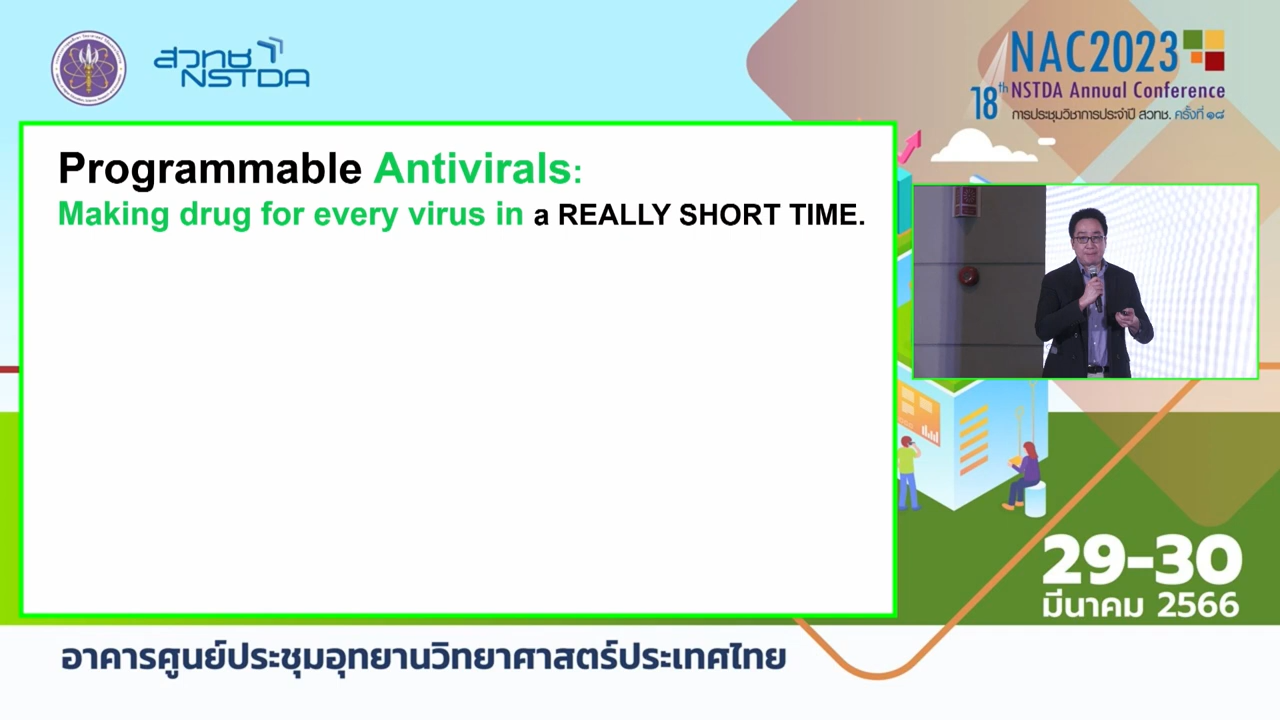 สวทช
NSTDA
NAC2023
18th NSTDA Annual Conference
การประชุมวิชาการประจำปี สวทช. ครั้งที่ ๑๘
Programmable Antivirals:
Making drug for every virus in a REALLY SHORT TIME.
29-30
มีนาคม 2566
อาคารศูนย์ประชุมอุทยานวิทยาศาสตร์ประเทศไทย